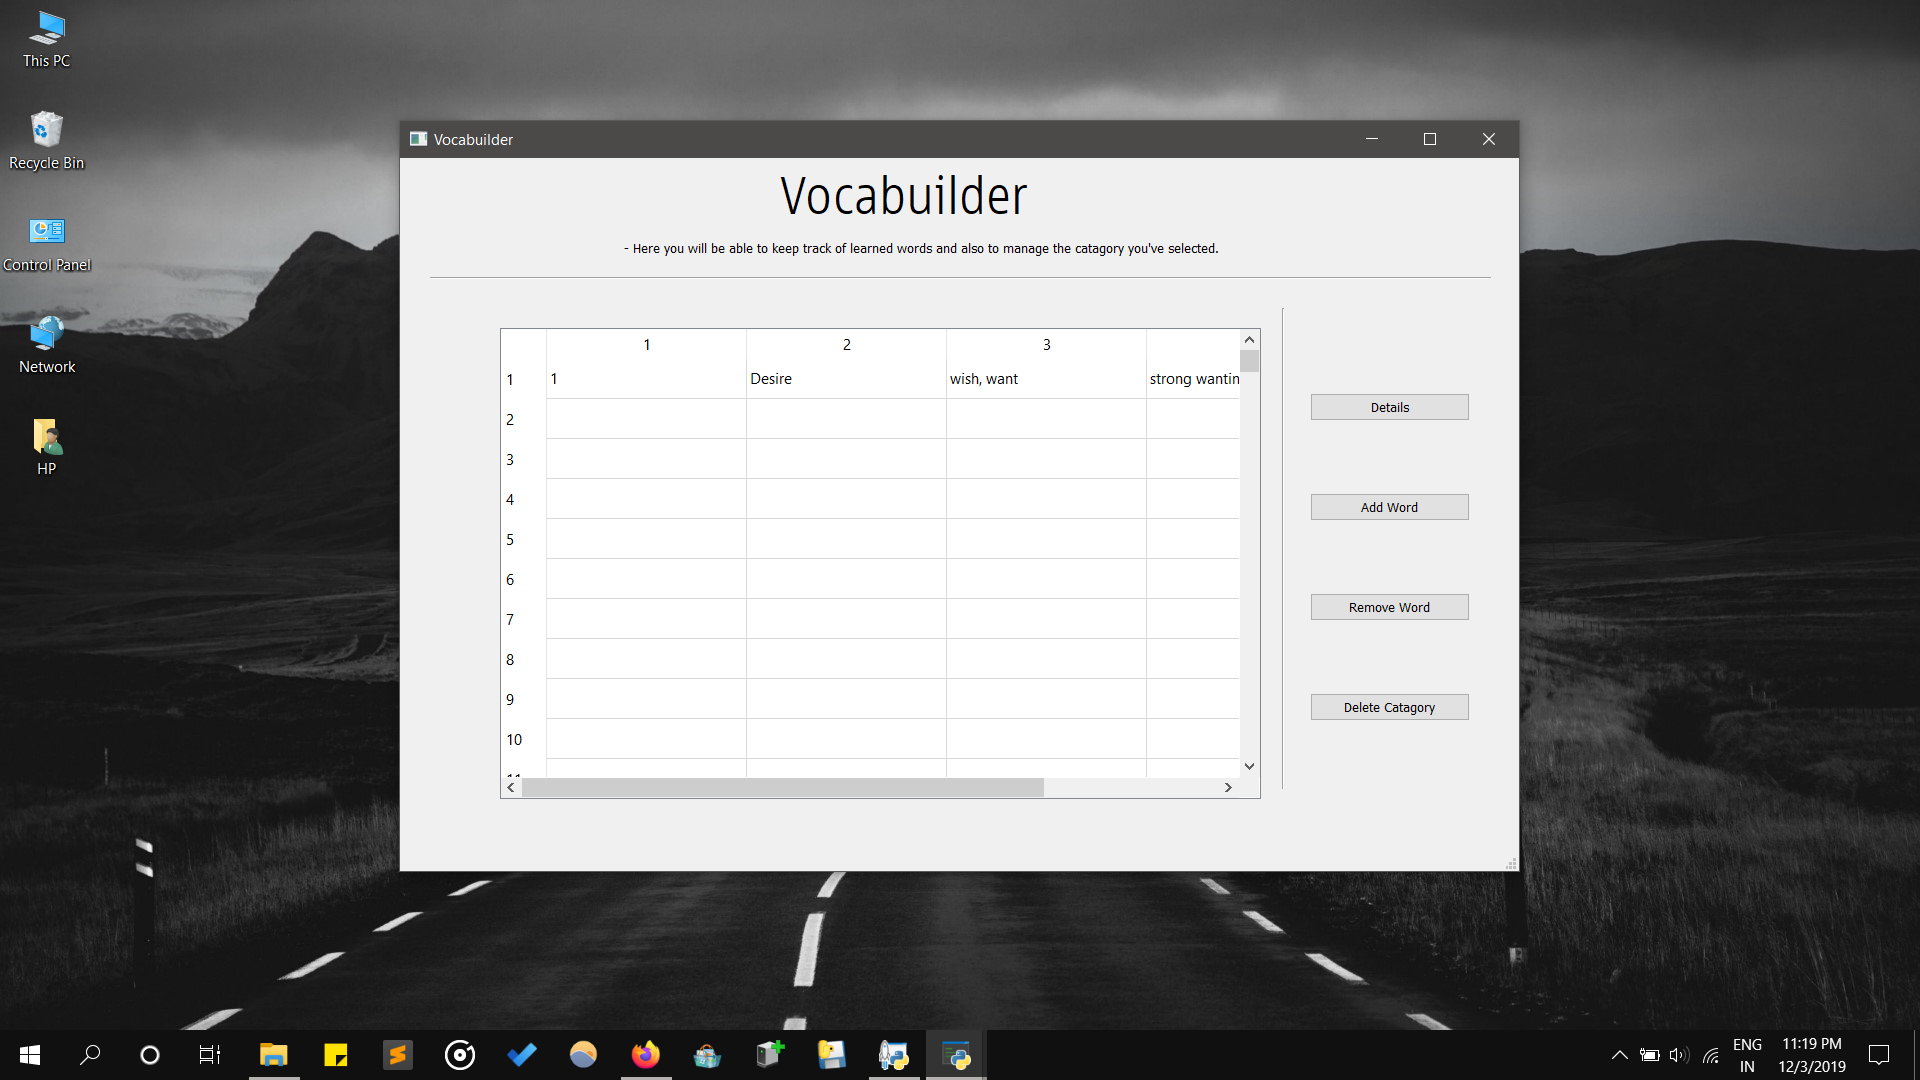 This PC
Recycle Bin
Control Panel
Network
HP
Vocabuilder
Vocabuilder
- Here you will be able to keep track of learned words and also to manage the catagory you've selected.
1 2 3
1 1 Desire wish, want strong wantin
2
3
4
5
6
7
8
9
10
Details
Add Word
Remove Word
Delete Catagory
ENG
IN
11:19 PM
12/3/2019